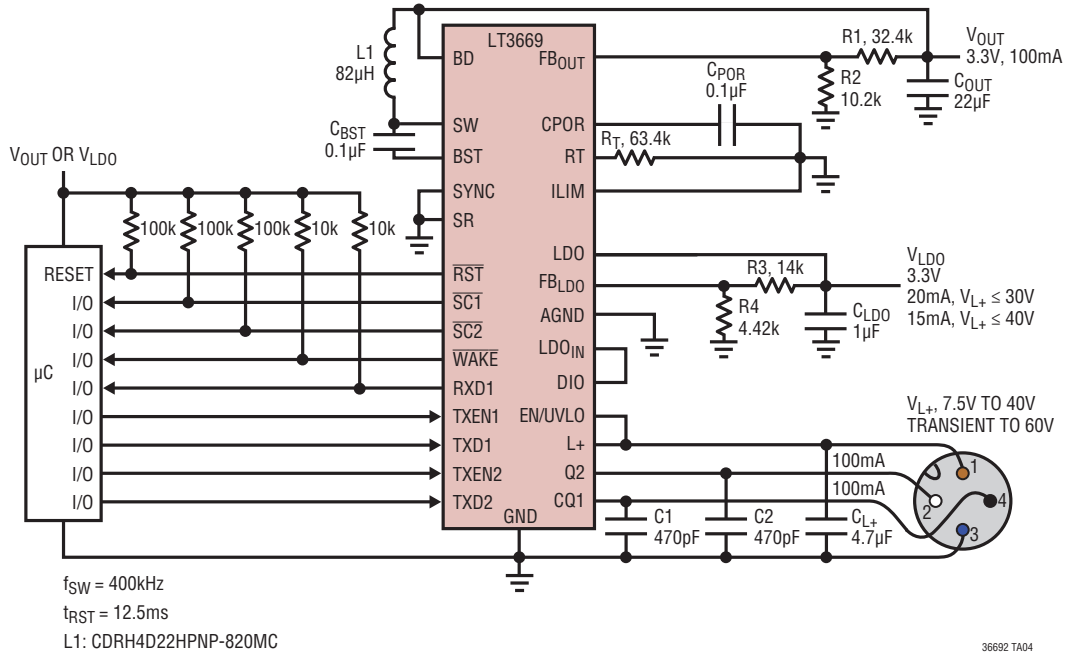 LT3669
BD
SW
BST
SYNC
SR
RST
SC1
SC2
WAKE
RXD1
TXEN1
TXD1
TXEN2
TXD2
GND
FBOUT
CPOR
RT
ILIM
LDO
FBLDO
AGND
LDOIN
DIO
EN/UVLO
L+
Q2
CQ1
L1
82µH
CBST
0.1µF
R1, 32.4k
R2
10.2k
VOUT
3.3V, 100mA
COUT
22µF
CPOR
0.1µF
RT, 63.4k
VOUT OR VLDO
100k
100k
100k
10k
10k
µC
RESET
I/O
I/O
I/O
I/O
I/O
I/O
I/O
I/O
R3, 14k
R4
4.42k
VLDO
3.3V
20mA, VL+ ≤ 30V
15mA, VL+ ≤ 40V
CLDO
1µF
VL+, 7.5V TO 40V
TRANSIENT TO 60V
100mA
100mA
1
2
4
3
C1
470pF
C2
470pF
CL+
4.7µF
fSW = 400kHz
tRST = 12.5ms
L1: CDRH4D22HPNP-820MC
36692 TA04